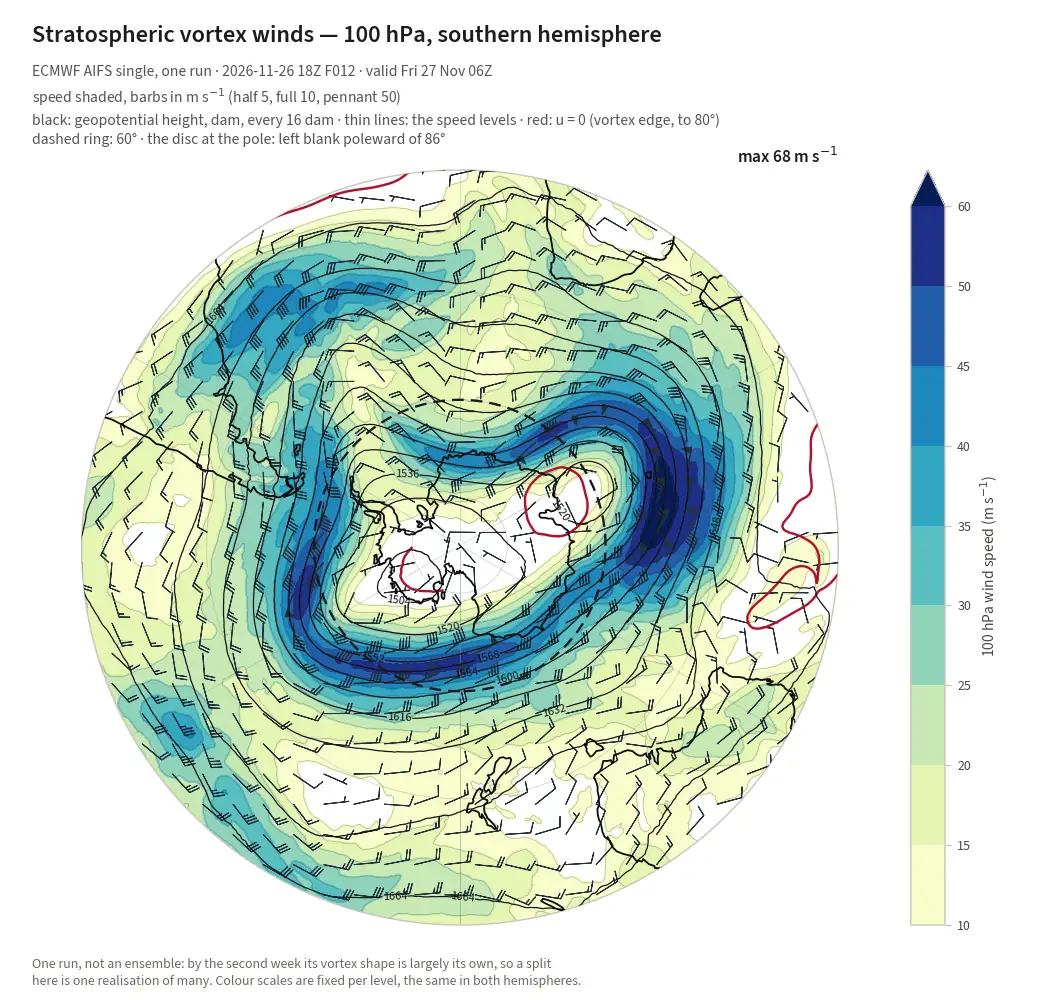 Stratospheric vortex winds — 100 hPa, southern hemisphere
ECMWF AIFS single, one run · 2026-11-26 18Z F012 · valid Fri 27 Nov 06Z
speed shaded, barbs in m s⁻¹ (half 5, full 10, pennant 50)
black: geopotential height, dam, every 16 dam · thin lines: the speed levels · red: u = 0 (vortex edge, to 80°)
dashed ring: 60° · the disc at the pole: left blank poleward of 86°
max 68 m s⁻¹
60
50
45
40
35
30
25
20
15
10
100 hPa wind speed (m s⁻¹)
1536
1520
1520
1552
1568
1584
1600
1616
1632
1648
1664
1664
One run, not an ensemble: by the second week its vortex shape is largely its own, so a split
here is one realisation of many. Colour scales are fixed per level, the same in both hemispheres.